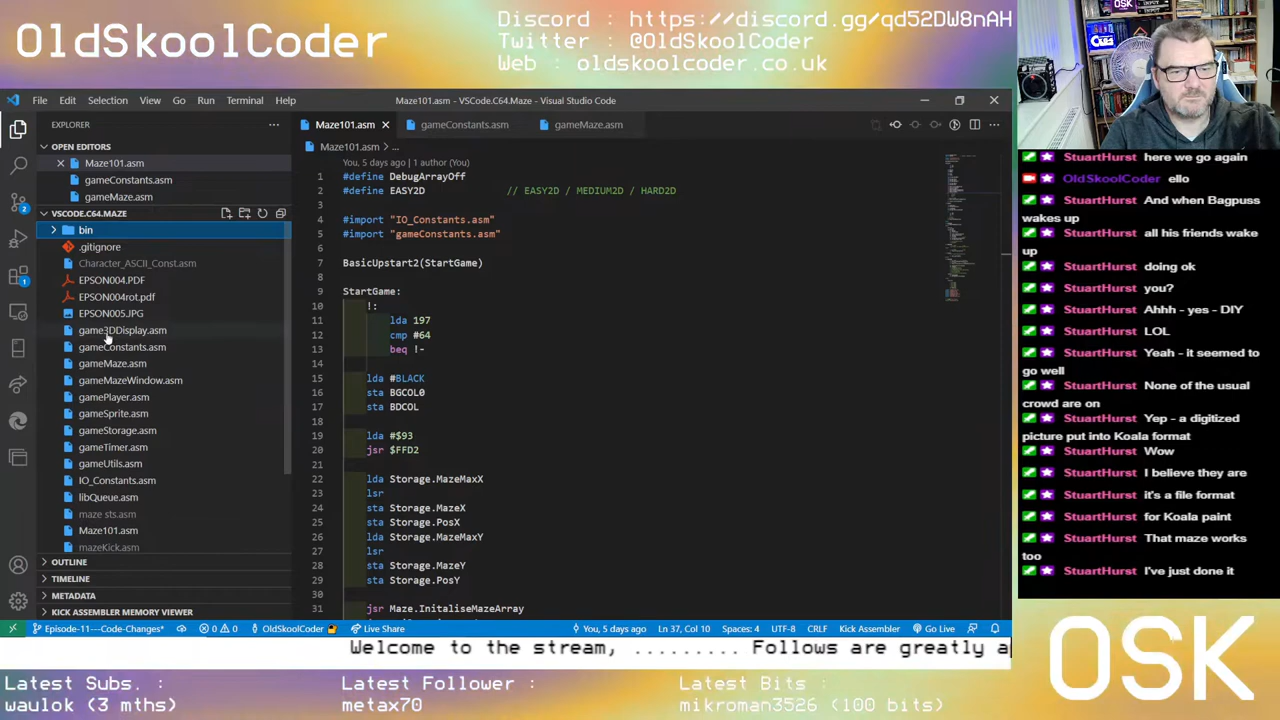 OldSkoolCoder
Discord : https://discord.gg/qd52DW8nAH
Twitter : @OldSkoolCoder
Web : oldskoolcoder.co.uk
File Edit Selection View Go Run Terminal Help
Maze101.asm - VSCode.C64.Maze - Visual Studio Code
EXPLORER
OPEN EDITORS
Maze101.asm
gameConstants.asm
gameMaze.asm
VSCODE.C64.MAZE
bin
.gitignore
Character_ASCII_Const.asm
EPSON004.PDF
EPSON004rot.pdf
EPSON005.JPG
game3DDisplay.asm
gameConstants.asm
gameMaze.asm
gameMazeWindow.asm
gamePlayer.asm
gameSprite.asm
gameStorage.asm
gameTimer.asm
gameUtils.asm
IO_Constants.asm
libQueue.asm
maze sts.asm
Maze101.asm
mazeKick.asm
OUTLINE
TIMELINE
METADATA
KICK ASSEMBLER MEMORY VIEWER
2
1
Maze101.asm gameConstants.asm gameMaze.asm
Maze101.asm > ...
You, 5 days ago | 1 author (You)
1 #define DebugArrayOff
2 #define EASY2D // EASY2D / MEDIUM2D / HARD2D
3
4 #import "IO_Constants.asm"
5 #import "gameConstants.asm"
6
7 BasicUpstart2(StartGame)
8
9 StartGame:
10 !:
11 lda 197
12 cmp #64
13 beq !-
14
15 lda #BLACK
16 sta BGCOL0
17 sta BDCOL
18
19 lda #$93
20 jsr $FFD2
21
22 lda Storage.MazeMaxX
23 lsr
24 sta Storage.MazeX
25 sta Storage.PosX
26 lda Storage.MazeMaxY
27 lsr
28 sta Storage.MazeY
29 sta Storage.PosY
30
31 jsr Maze.InitaliseMazeArray
Episode-11---Code-Changes* 0 0 OldSkoolCoder Live Share You, 5 days ago Ln 37, Col 10 Spaces: 4 UTF-8 CRLF Kick Assembler Go Live
StuartHurst here we go again
OldSkoolCoder ello
StuartHurst And when Bagpuss
wakes up
StuartHurst all his friends wake
up
StuartHurst doing ok
StuartHurst you?
StuartHurst Ahhh - yes - DIY
StuartHurst LOL
StuartHurst Yeah - it seemed to
go well
StuartHurst None of the usual
crowd are on
StuartHurst Yep - a digitized
picture put into Koala format
StuartHurst Wow
StuartHurst I believe they are
StuartHurst it's a file format
StuartHurst for Koala paint
StuartHurst That maze works
too
StuartHurst I've just done it
Welcome to the stream, ......... Follows are greatly a
Latest Subs. :
waulok (3 mths)
Latest Follower :
metax70
Latest Bits :
mikroman3526 (100 bits)
OSK